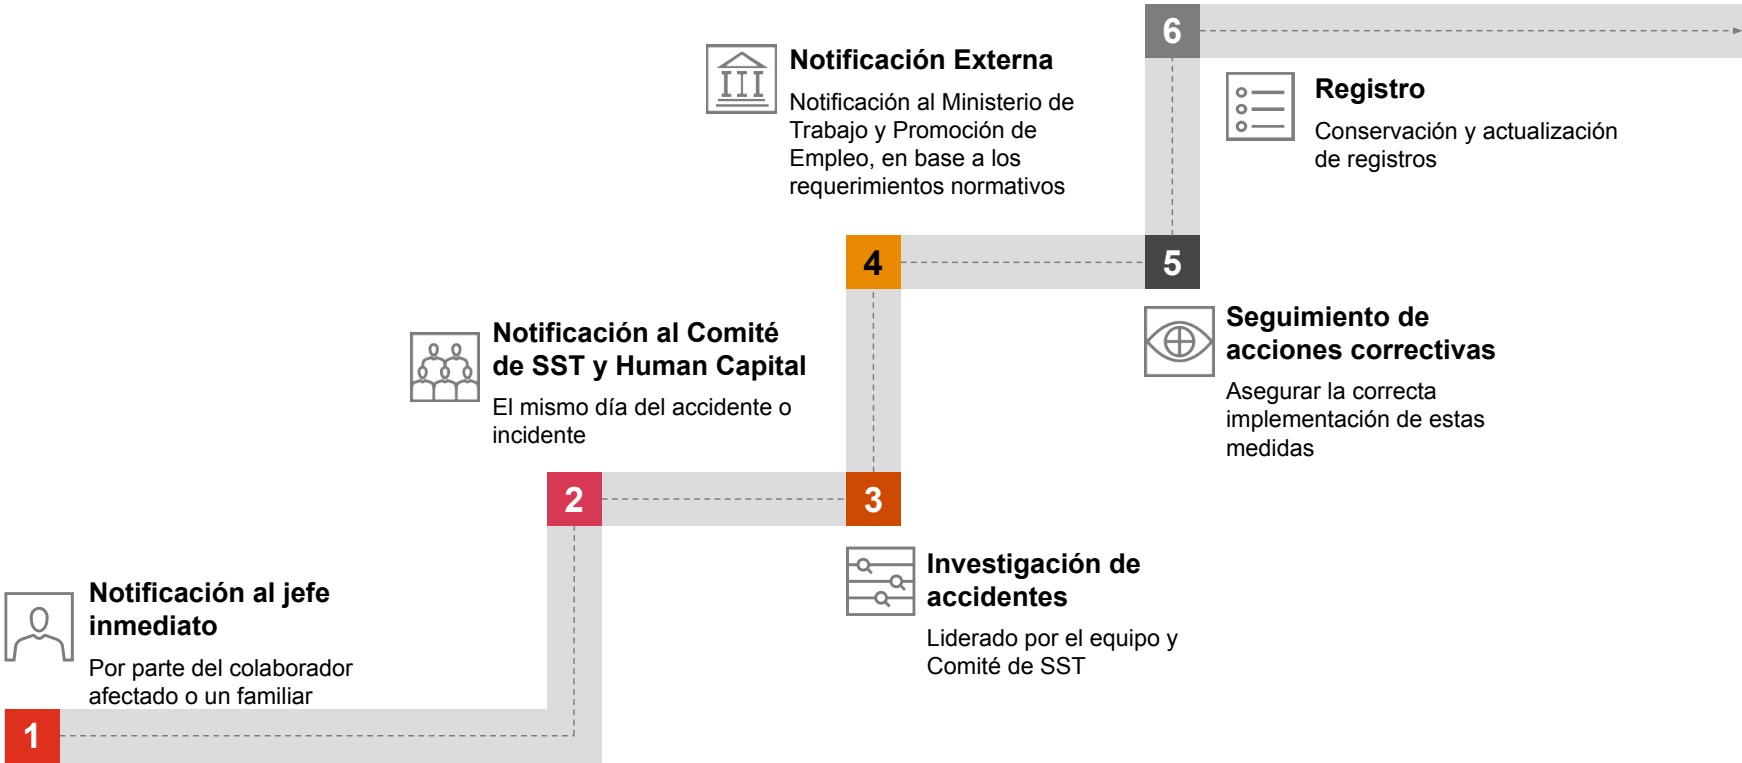 1
Notificación al jefe
inmediato
Por parte del colaborador
afectado o un familiar
2
Notificación al Comité
de SST y Human Capital
El mismo día del accidente o
incidente
3
Investigación de
accidentes
Liderado por el equipo y
Comité de SST
4
Notificación Externa
Notificación al Ministerio de
Trabajo y Promoción de
Empleo, en base a los
requerimientos normativos
5
Seguimiento de
acciones correctivas
Asegurar la correcta
implementación de estas
medidas
6
Registro
Conservación y actualización
de registros